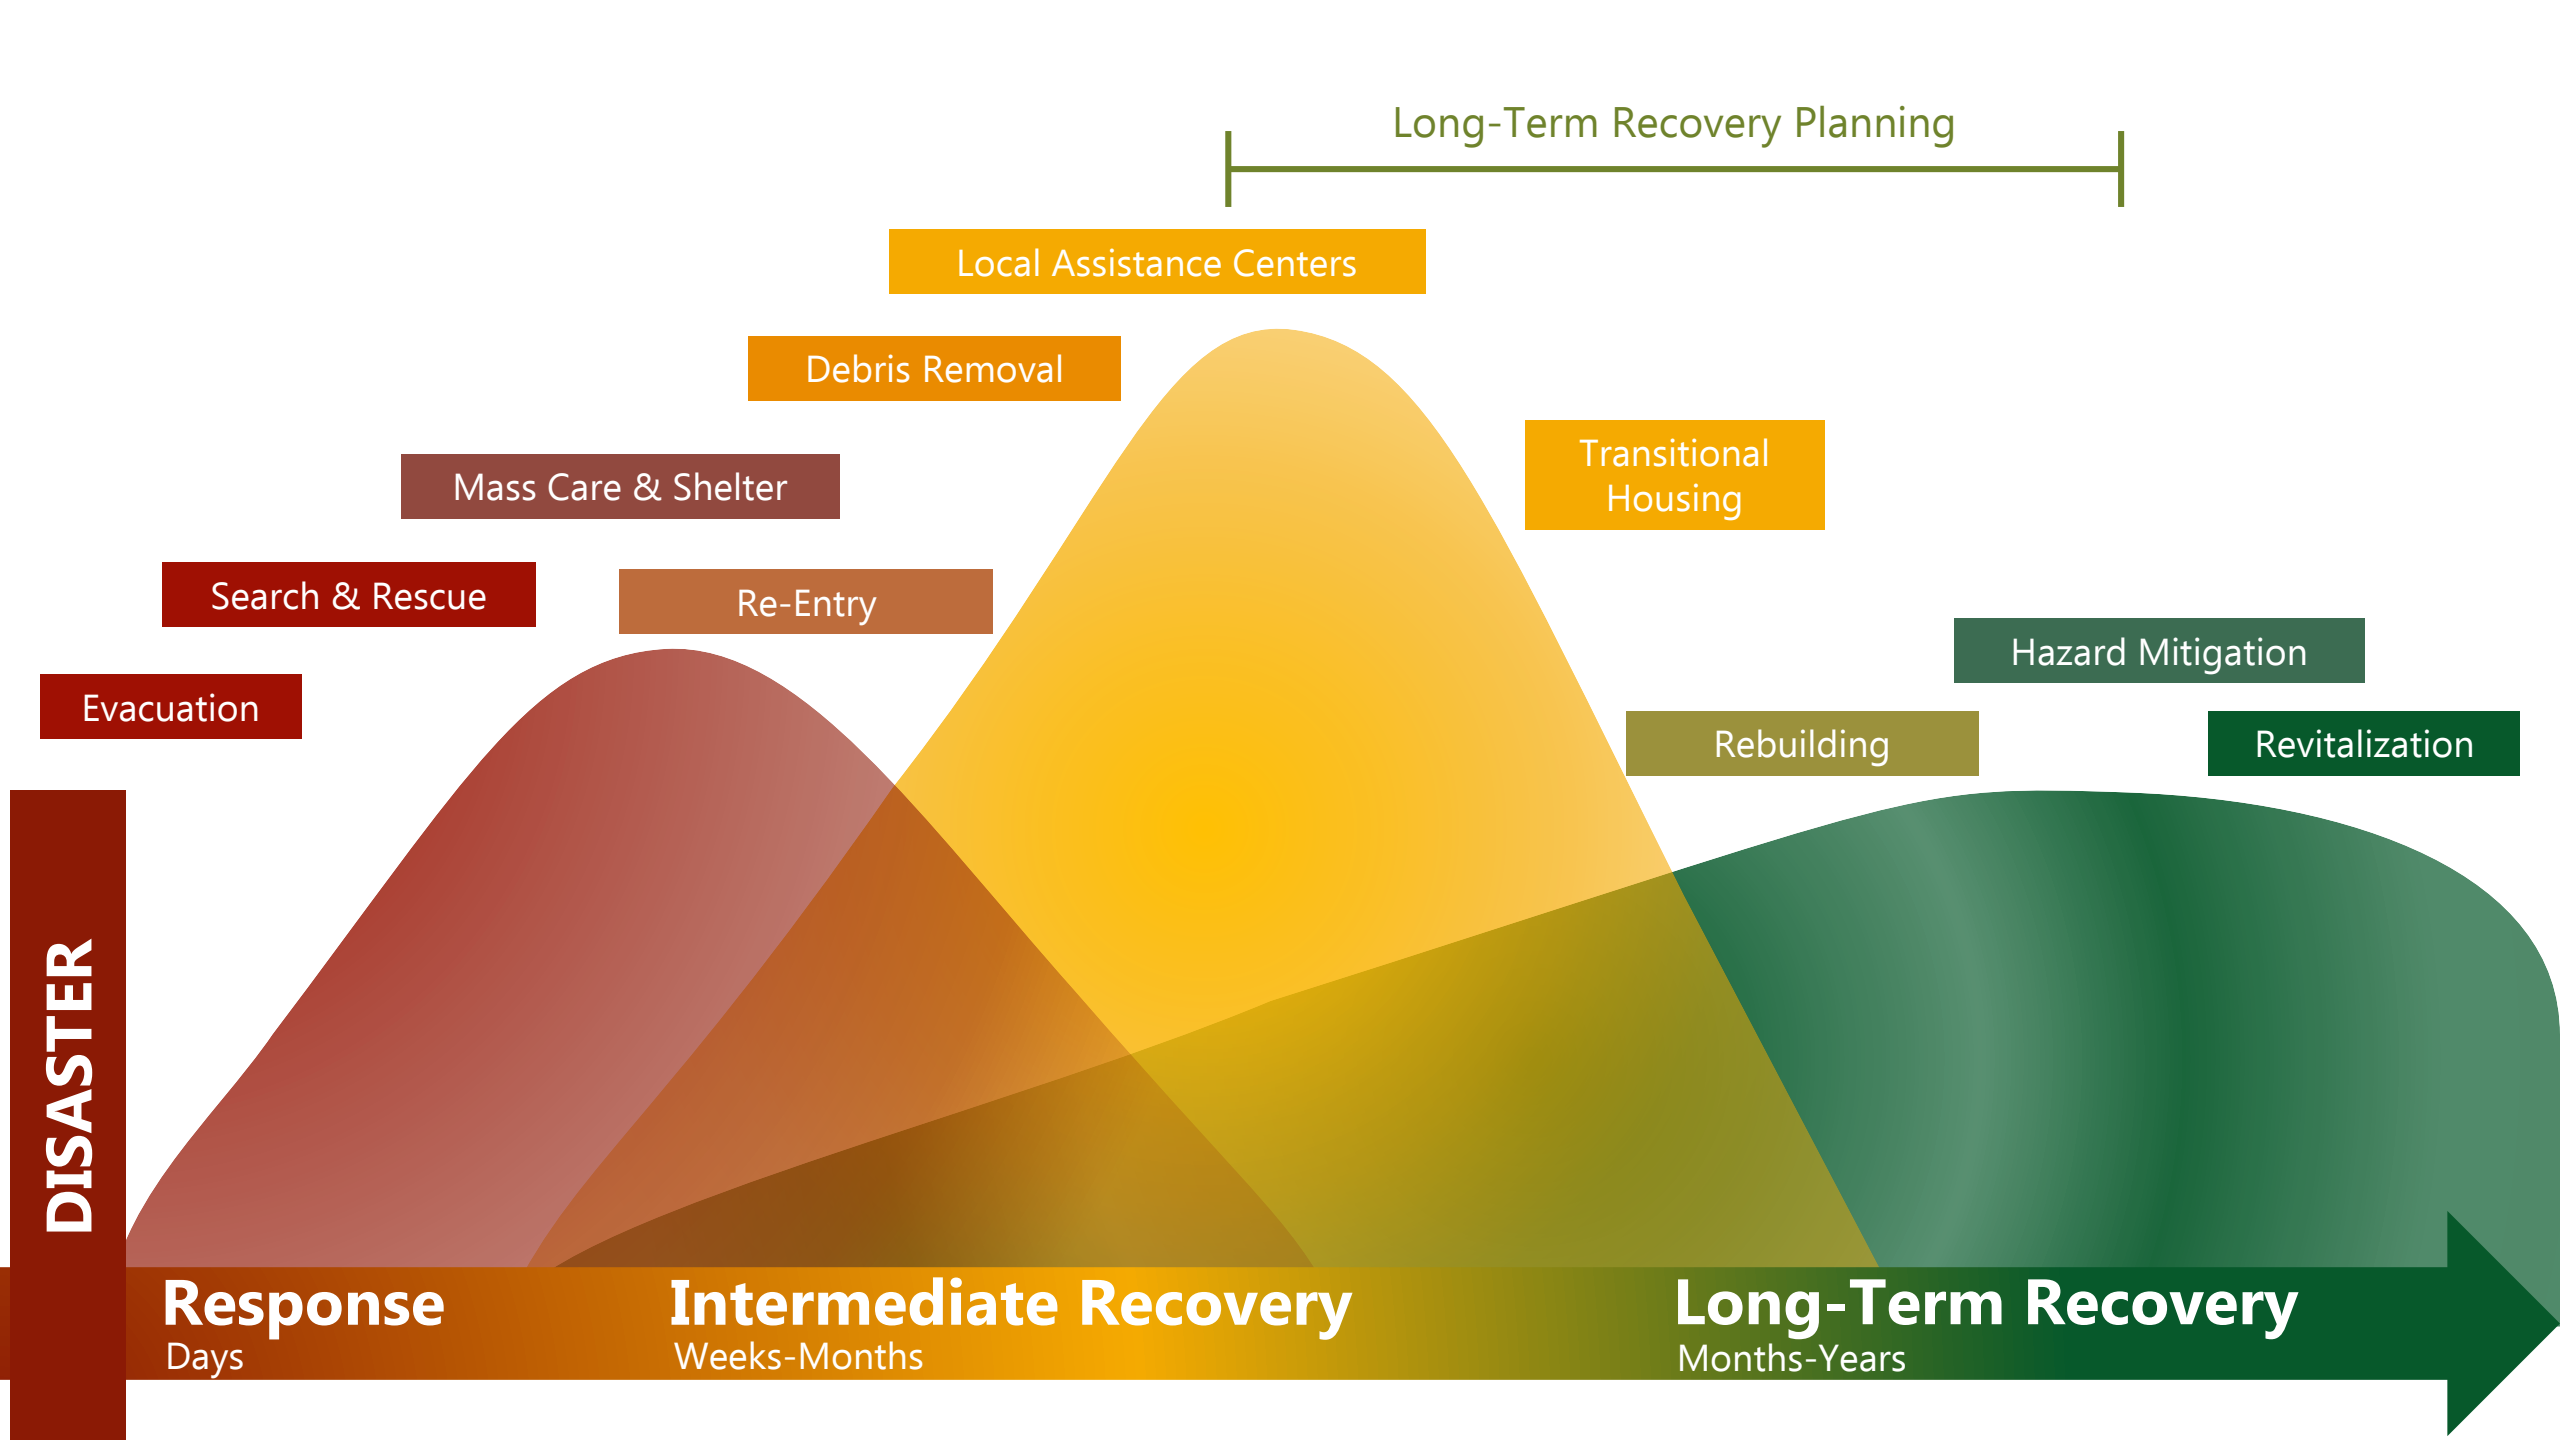 Long-Term Recovery Planning
Local Assistance Centers
Debris Removal
Transitional
Housing
Mass Care & Shelter
Search & Rescue
Re-Entry
Hazard Mitigation
Evacuation
Rebuilding
Revitalization
DISASTER
Response
Days
Intermediate Recovery
Weeks-Months
Long-Term Recovery
Months-Years